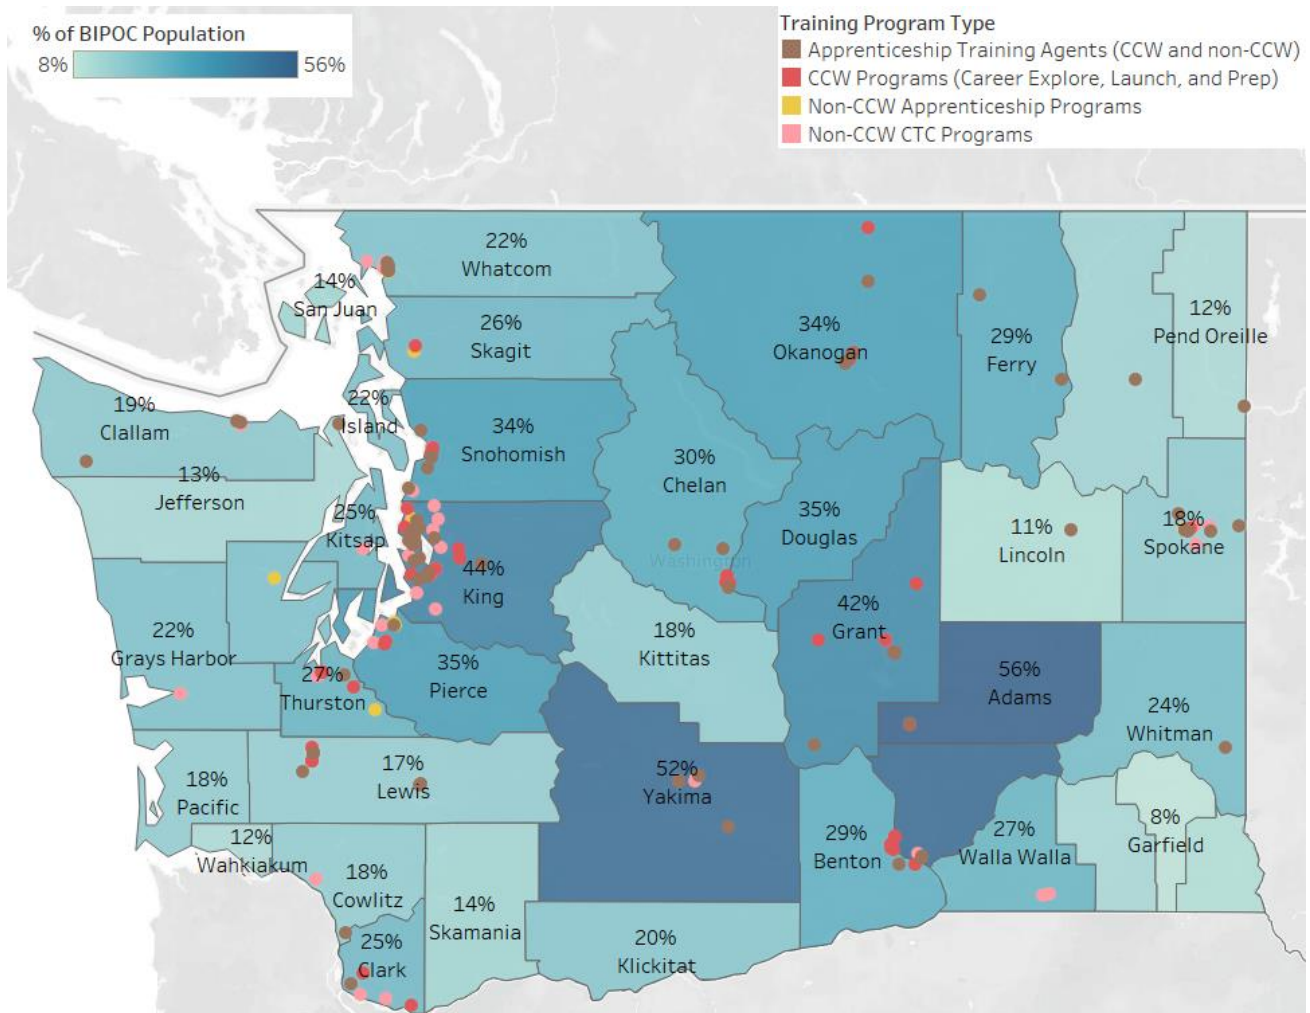 % of BIPOC Population
8%
56%
Training Program Type
Apprenticeship Training Agents (CCW and non-CCW)
CCW Programs (Career Explore, Launch, and Prep)
Non-CCW Apprenticeship Programs
Non-CCW CTC Programs
22%
Whatcom
14%
San Juan
26%
Skagit
34%
Okanogan
29%
Ferry
12%
Pend Oreille
19%
Clallam
22%
Island
34%
Snohomish
13%
Jefferson
30%
Chelan
35%
Douglas
25%
Kitsap
11%
Lincoln
18%
Spokane
Washington
44%
King
42%
Grant
22%
Grays Harbor
18%
Kittitas
35%
Pierce
27%
Thurston
56%
Adams
24%
Whitman
18%
Pacific
17%
Lewis
52%
Yakima
29%
Benton
27%
Walla Walla
8%
Garfield
12%
Wahkiakum
18%
Cowlitz
14%
Skamania
25%
Clark
20%
Klickitat